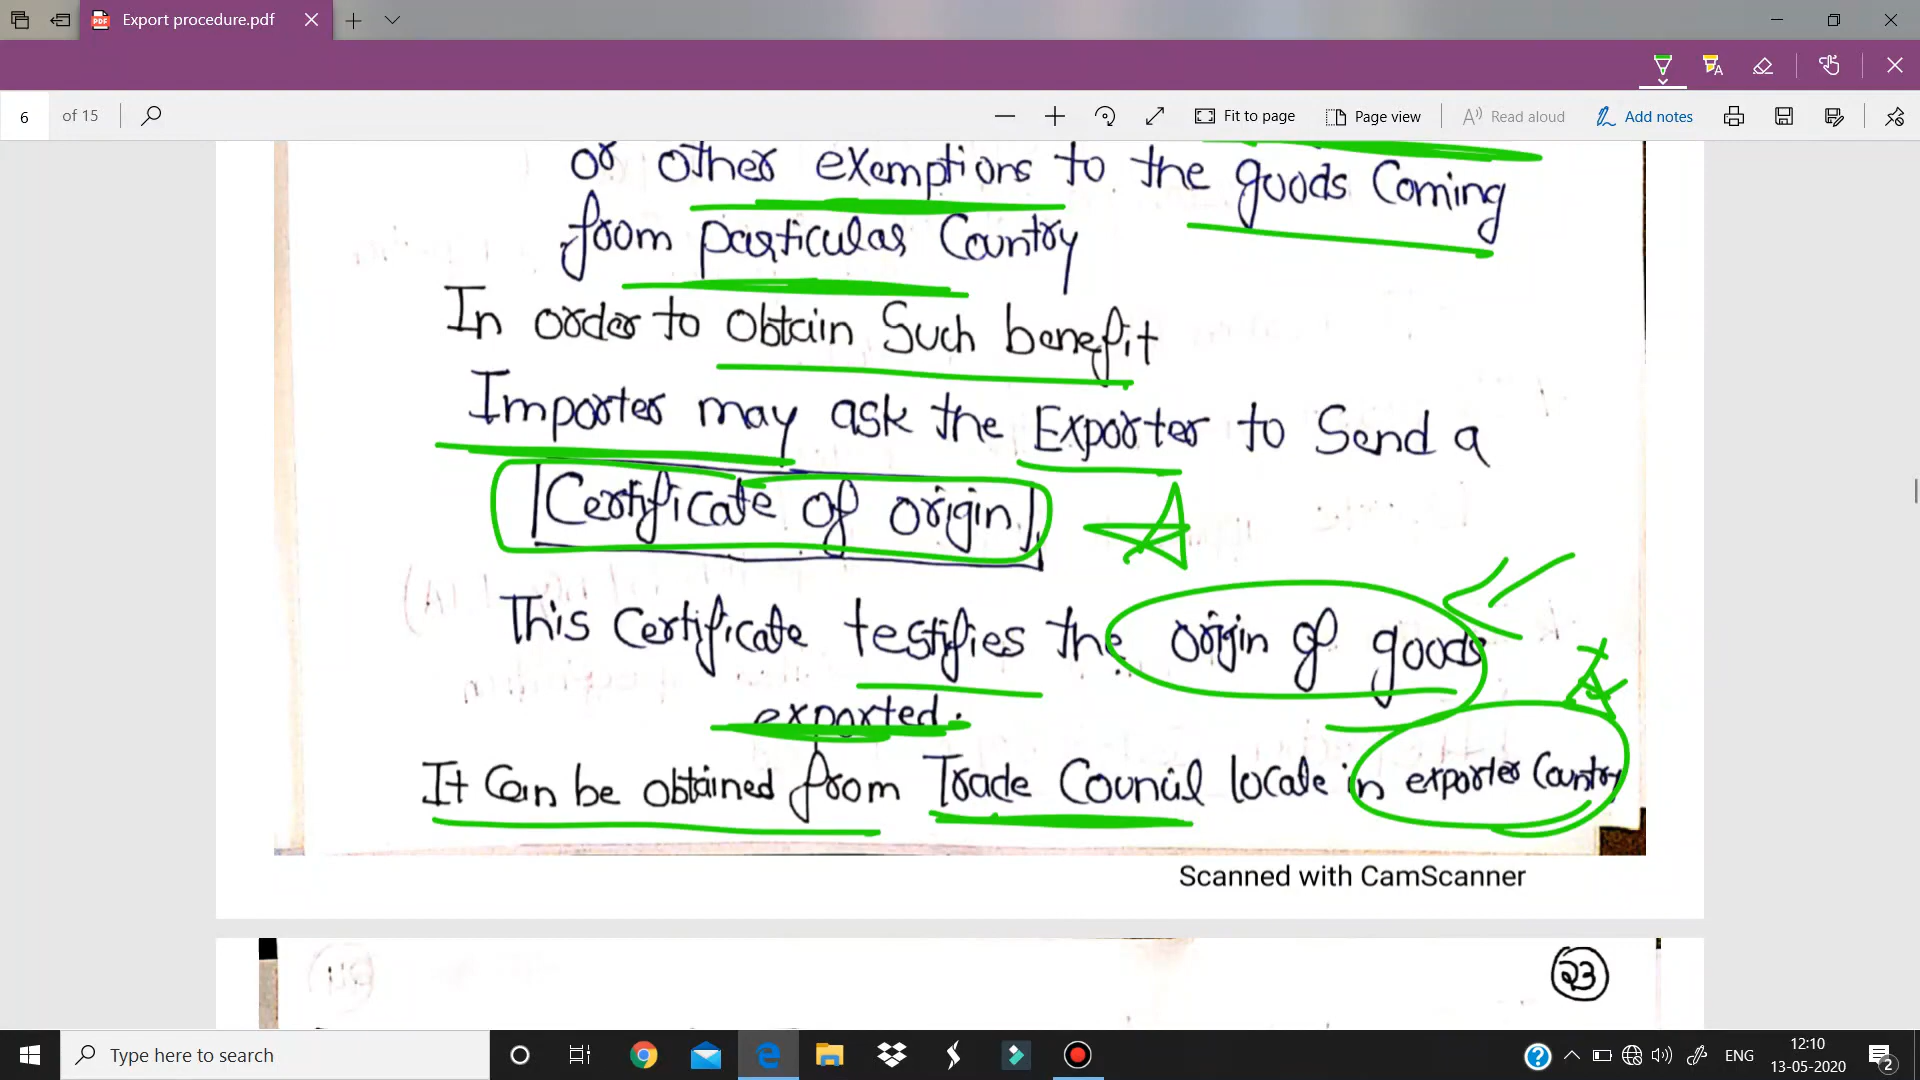 Export procedure.pdf
6 of 15
Fit to page
Page view
Read aloud
Add notes
or other exemptions to the goods Coming
from particular Country
In order to obtain Such benefit
Importer may ask the Exporter to Send a
Certificate of origin
This Certificate testifies the origin of goods
exported.
It Can be obtained from Trade Council locate in exporter Country
Scanned with CamScanner
23
Type here to search
ENG
12:10
13-05-2020
2